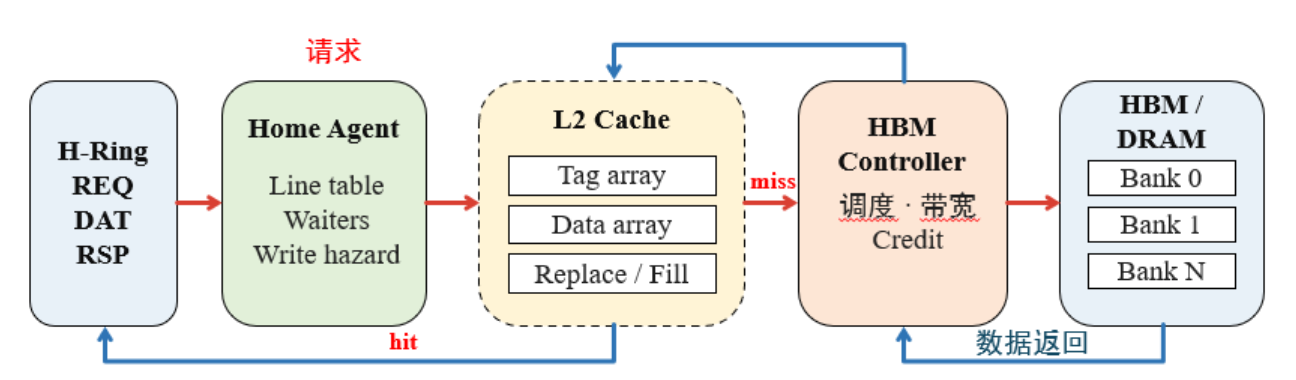 请求
H-Ring
REQ
DAT
RSP
Home Agent
Line table
Waiters
Write hazard
L2 Cache
Tag array
Data array
Replace / Fill
miss
HBM
Controller
调度 · 带宽
Credit
HBM /
DRAM
Bank 0
Bank 1
Bank N
hit
数据返回